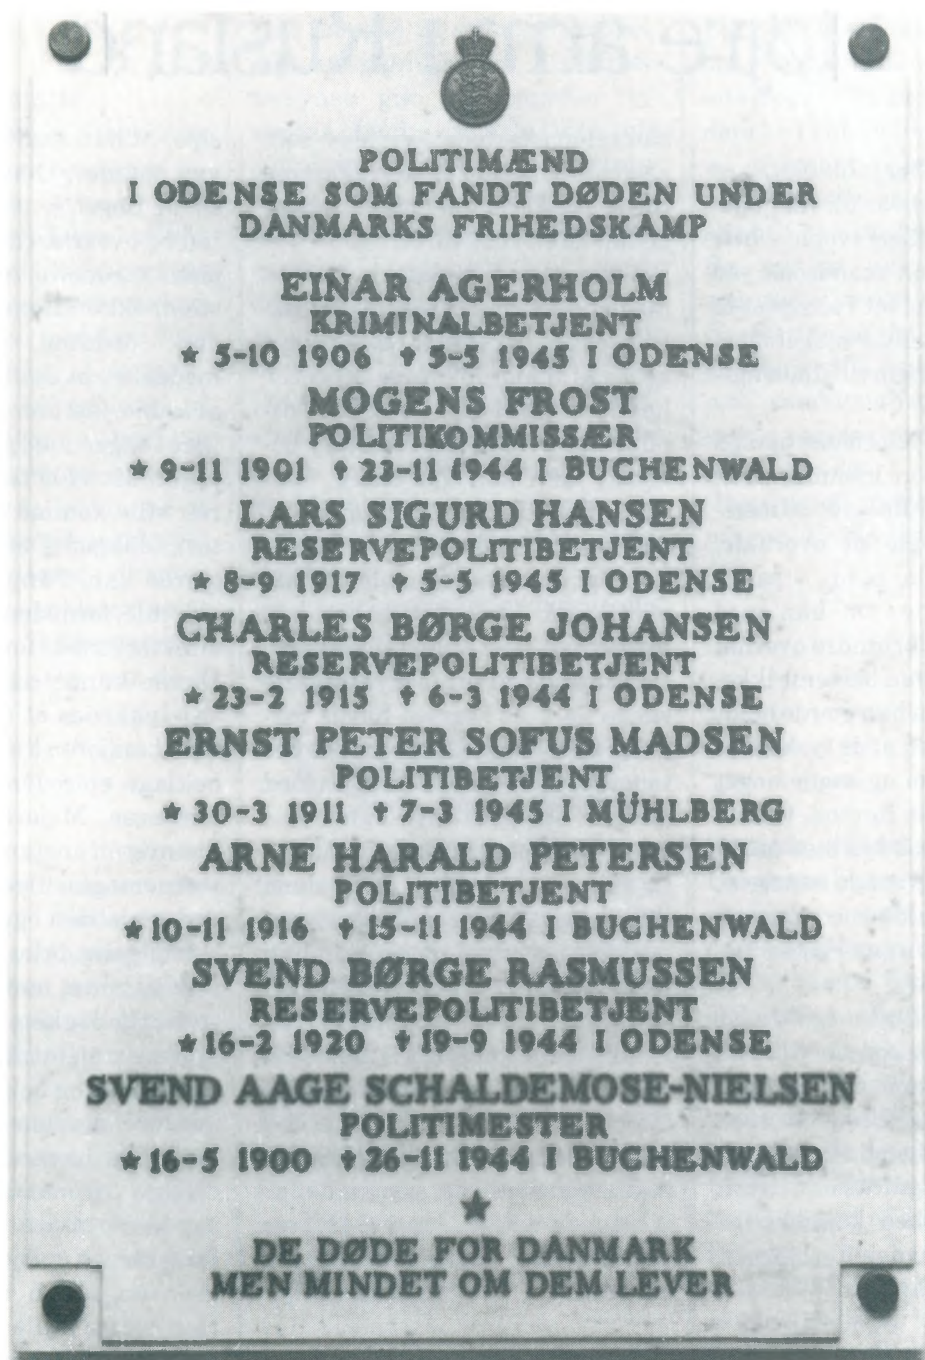 POLITIMÆND
I ODENSE SOM FANDT DØDEN UNDER
DANMARKS FRIHEDSKAMP
EINAR AGERHOLM
KRIMINALBETJENT
★ 5-10 1906 ✝ 5-5 1945 I ODENSE
MOGENS FROST
POLITIKOMMISSÆR
★ 9-11 1901 ✝ 23-11 1944 I BUCHENWALD
LARS SIGURD HANSEN
RESERVEPOLITIBETJENT
★ 8-9 1917 ✝ 5-5 1945 I ODENSE
CHARLES BØRGE JOHANSEN
RESERVEPOLITIBETJENT
★ 23-2 1915 ✝ 6-3 1944 I ODENSE
ERNST PETER SOFUS MADSEN
POLITIBETJENT
★ 30-3 1911 ✝ 7-3 1945 I MÜHLBERG
ARNE HARALD PETERSEN
POLITIBETJENT
★ 10-11 1916 ✝ 15-11 1944 I BUCHENWALD
SVEND BØRGE RASMUSSEN
RESERVEPOLITIBETJENT
★ 16-2 1920 ✝ 19-9 1944 I ODENSE
SVEND AAGE SCHALDEMOSE-NIELSEN
POLITIMESTER
★ 16-5 1900 ✝ 26-11 1944 I BUCHENWALD
★
DE DØDE FOR DANMARK
MEN MINDET OM DEM LEVER